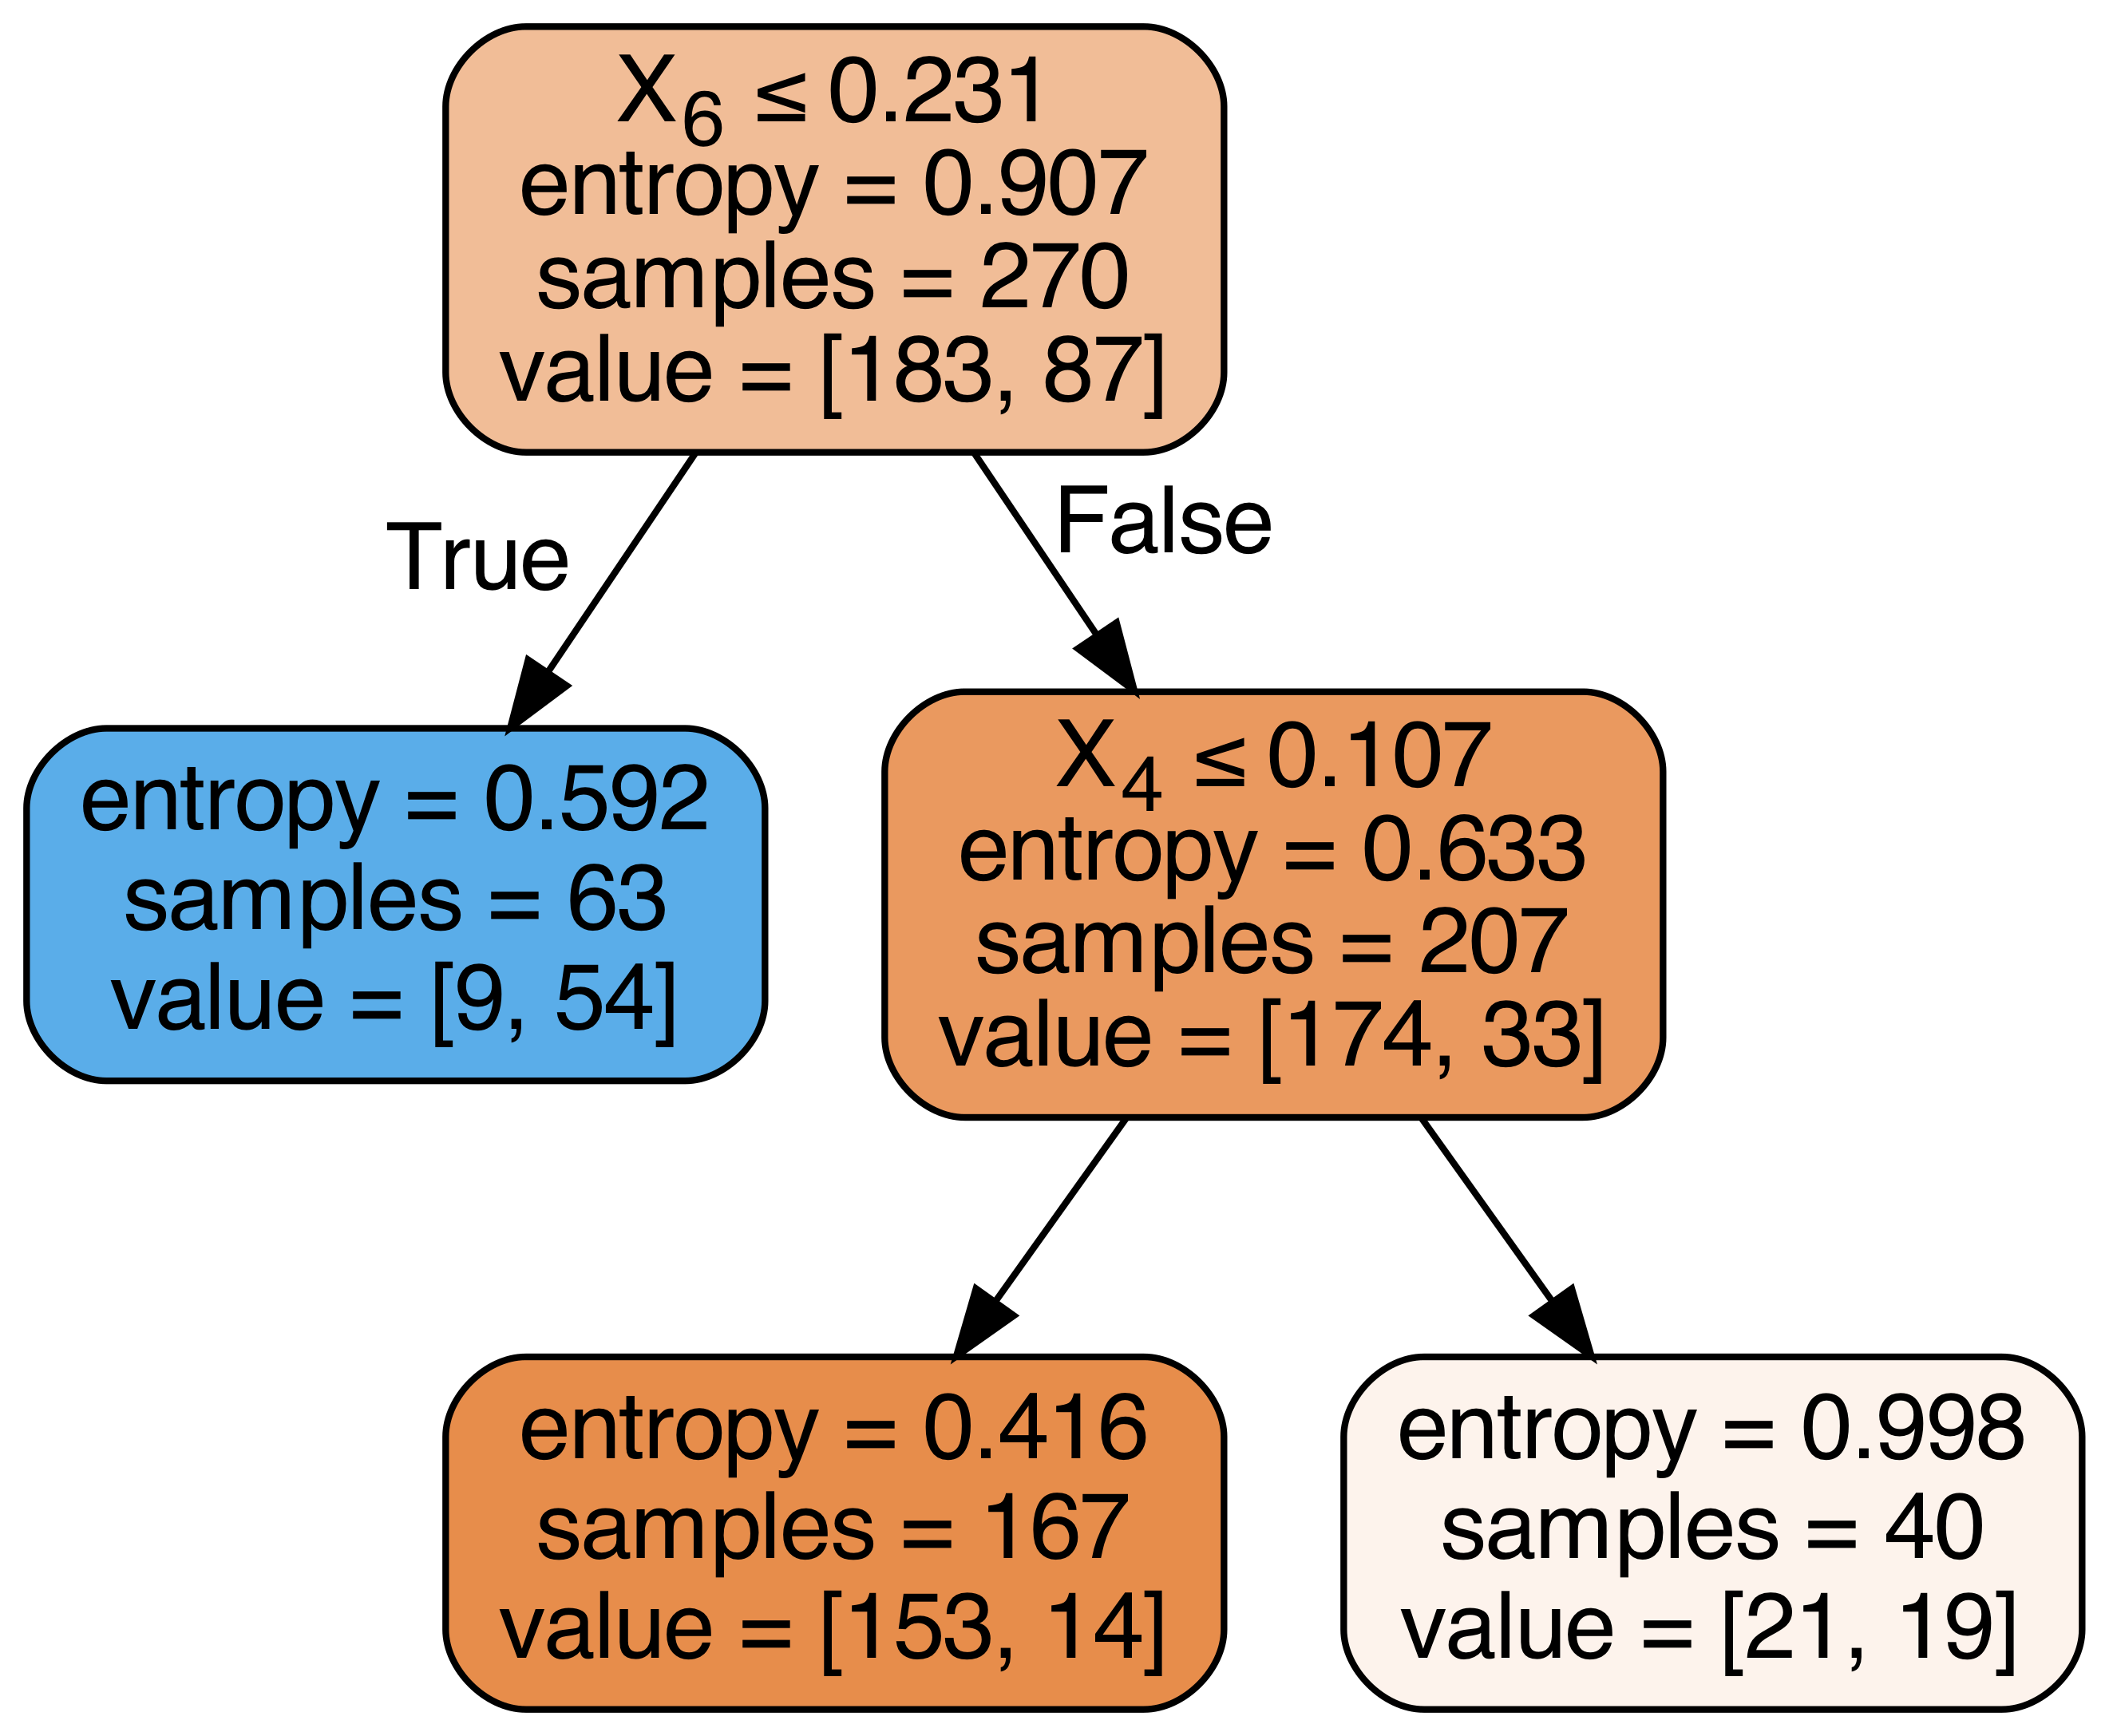 X₆ ≤ 0.231
entropy = 0.907
samples = 270
value = [183, 87]
True
False
entropy = 0.592
samples = 63
value = [9, 54]
X₄ ≤ 0.107
entropy = 0.633
samples = 207
value = [174, 33]
entropy = 0.416
samples = 167
value = [153, 14]
entropy = 0.998
samples = 40
value = [21, 19]